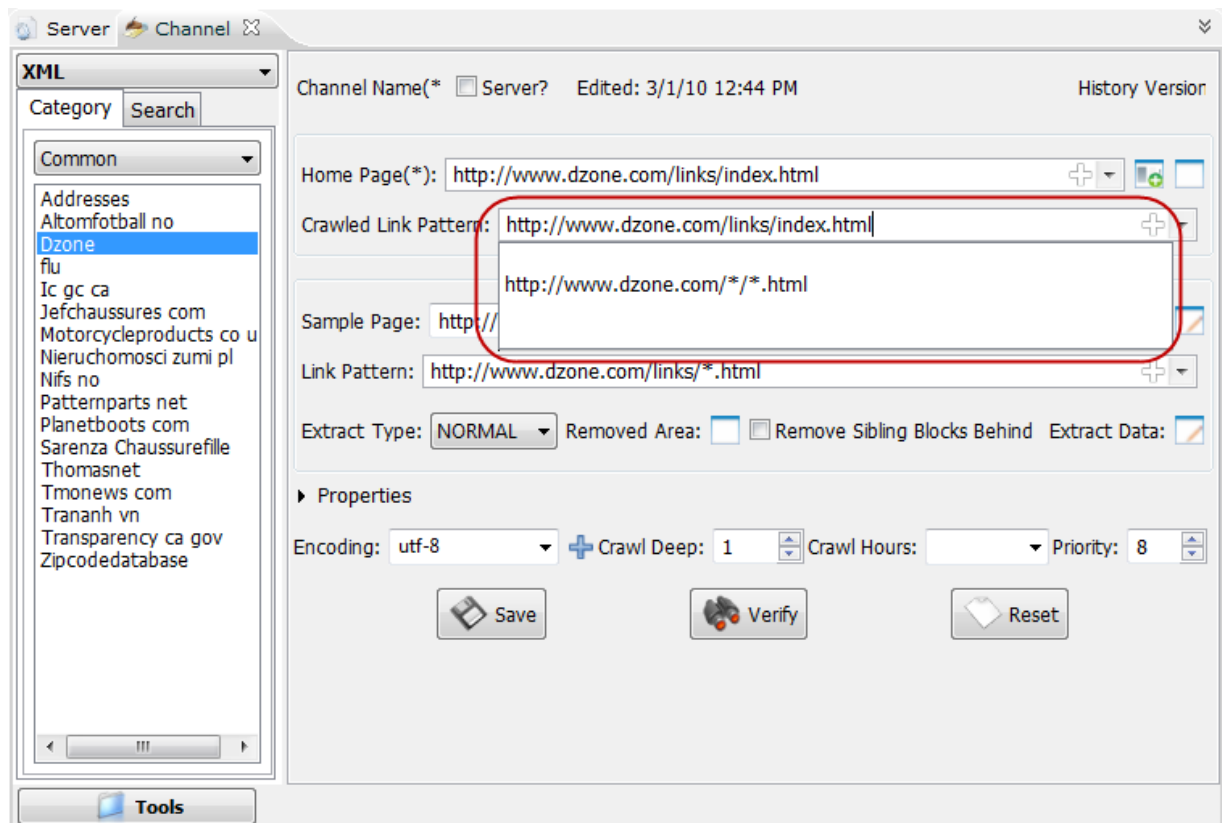 Server Channel
XML
Category Search
Common
Addresses
Altomfotball no
Dzone
flu
Ic gc ca
Jefchaussures com
Motorcycleproducts co u
Nieruchomosci zumi pl
Nifs no
Patternparts net
Planetboots com
Sarenza Chaussurefille
Thomasnet
Tmonews com
Trananh vn
Transparency ca gov
Zipcodedatabase
Tools
Channel Name(* Server? Edited: 3/1/10 12:44 PM History Version
Home Page(*): http://www.dzone.com/links/index.html
Crawled Link Pattern: http://www.dzone.com/links/index.html
http://www.dzone.com/*/*.html
Sample Page: http://
Link Pattern: http://www.dzone.com/links/*.html
Extract Type: NORMAL Removed Area: Remove Sibling Blocks Behind Extract Data:
Properties
Encoding: utf-8 Crawl Deep: 1 Crawl Hours: Priority: 8
Save Verify Reset